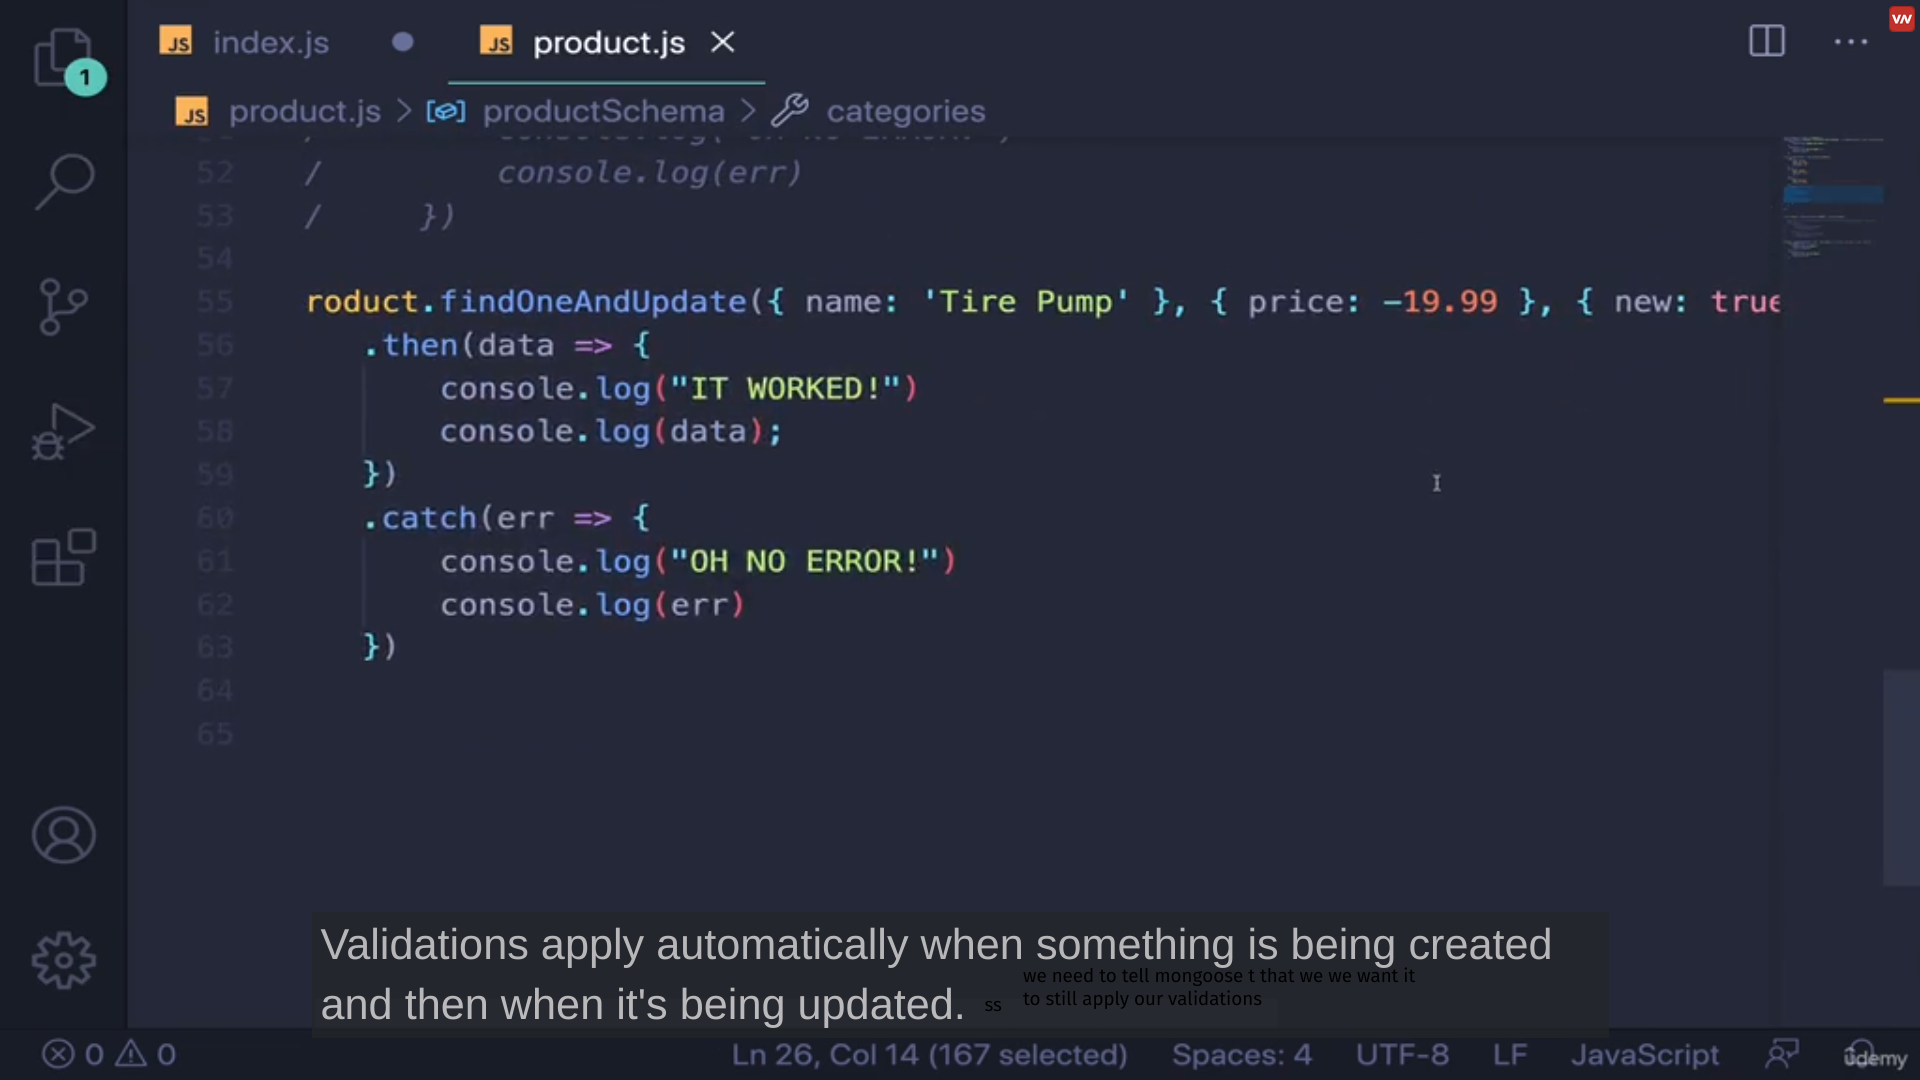 VN
JS index.js
JS product.js
1
JS product.js > productSchema > categories
52 / console.log(err)
53 / })
54
55 roduct.findOneAndUpdate({ name: 'Tire Pump' }, { price: -19.99 }, { new: true
56 .then(data => {
57 console.log("IT WORKED!")
58 console.log(data);
59 })
60 .catch(err => {
61 console.log("OH NO ERROR!")
62 console.log(err)
63 })
64
65
Validations apply automatically when something is being created
and then when it's being updated.
ss
we need to tell mongoose t that we we want it
to still apply our validations
0 0 Ln 26, Col 14 (167 selected) Spaces: 4 UTF-8 LF JavaScript
ûdemy